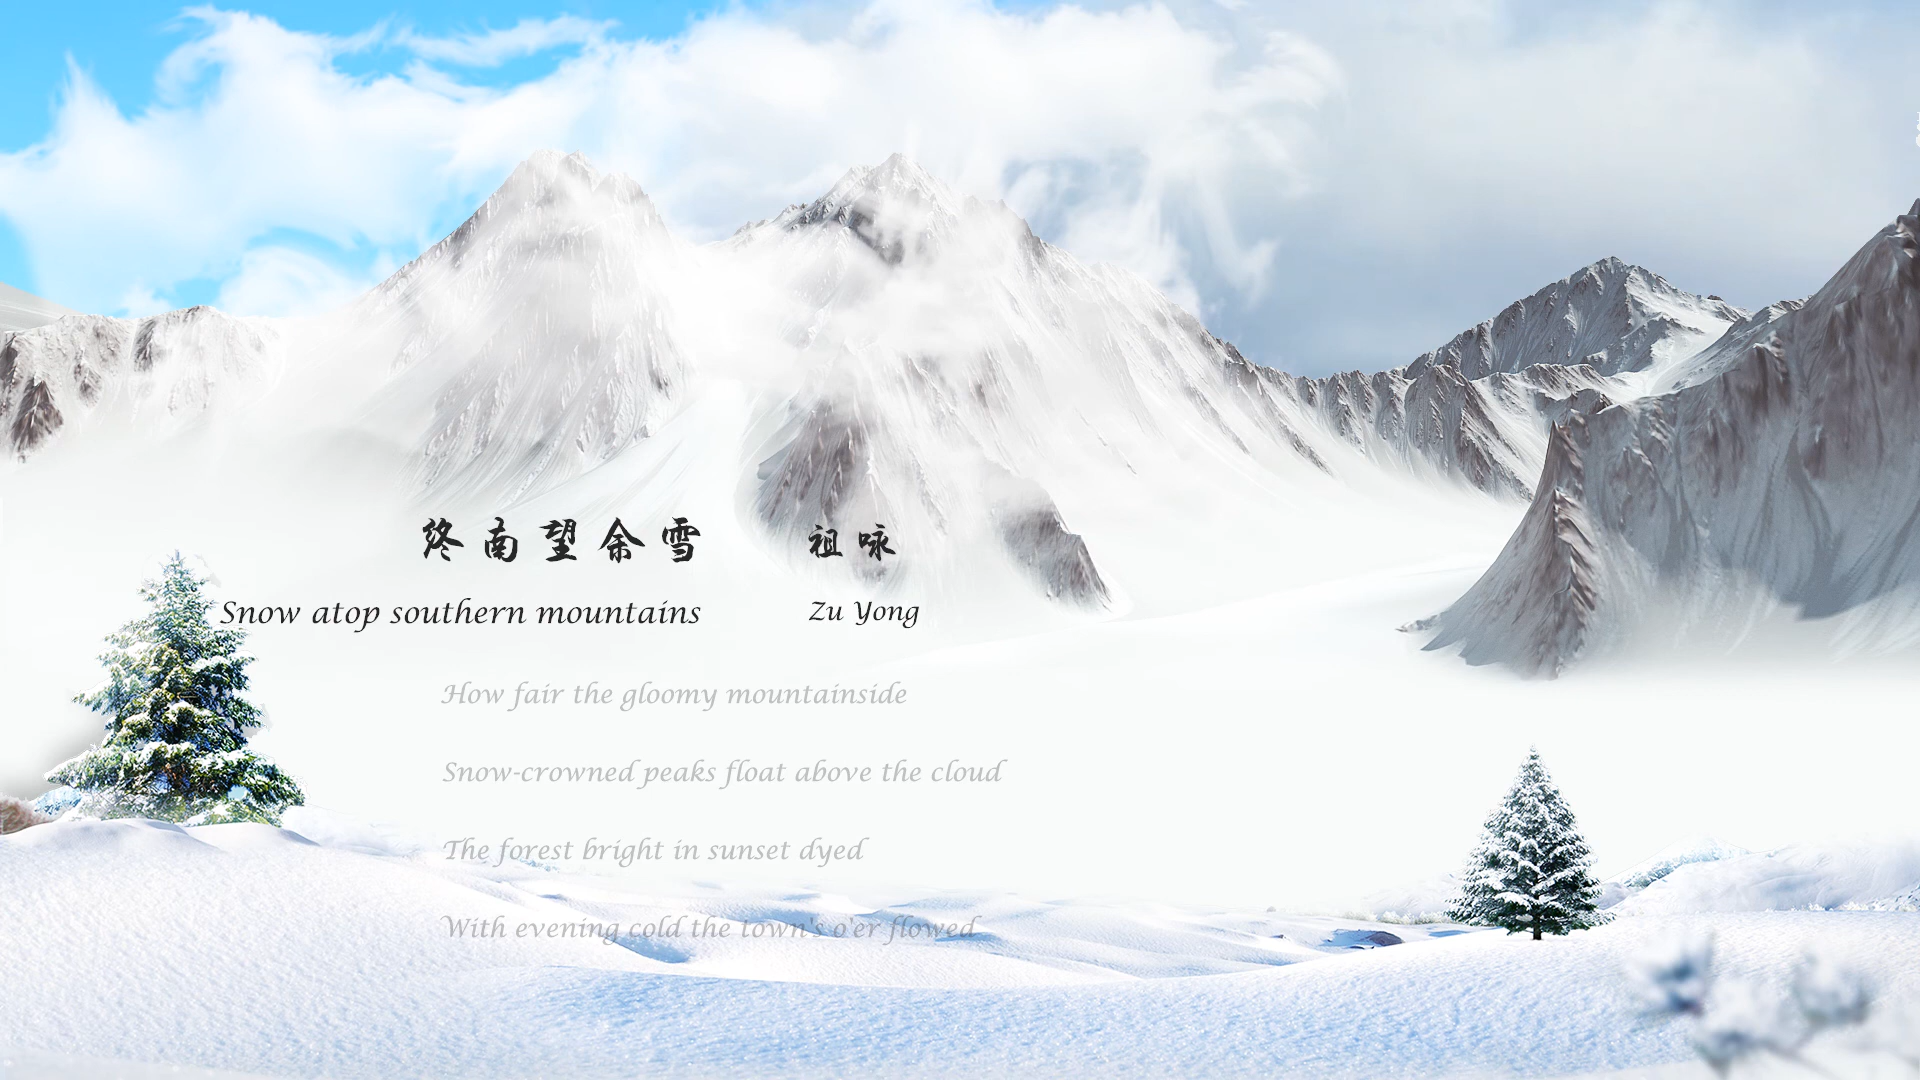 终南望余雪 祖咏
Snow atop southern mountains Zu Yong
How fair the gloomy mountainside
Snow-crowned peaks float above the cloud
The forest bright in sunset dyed
With evening cold the town's o'er flowed